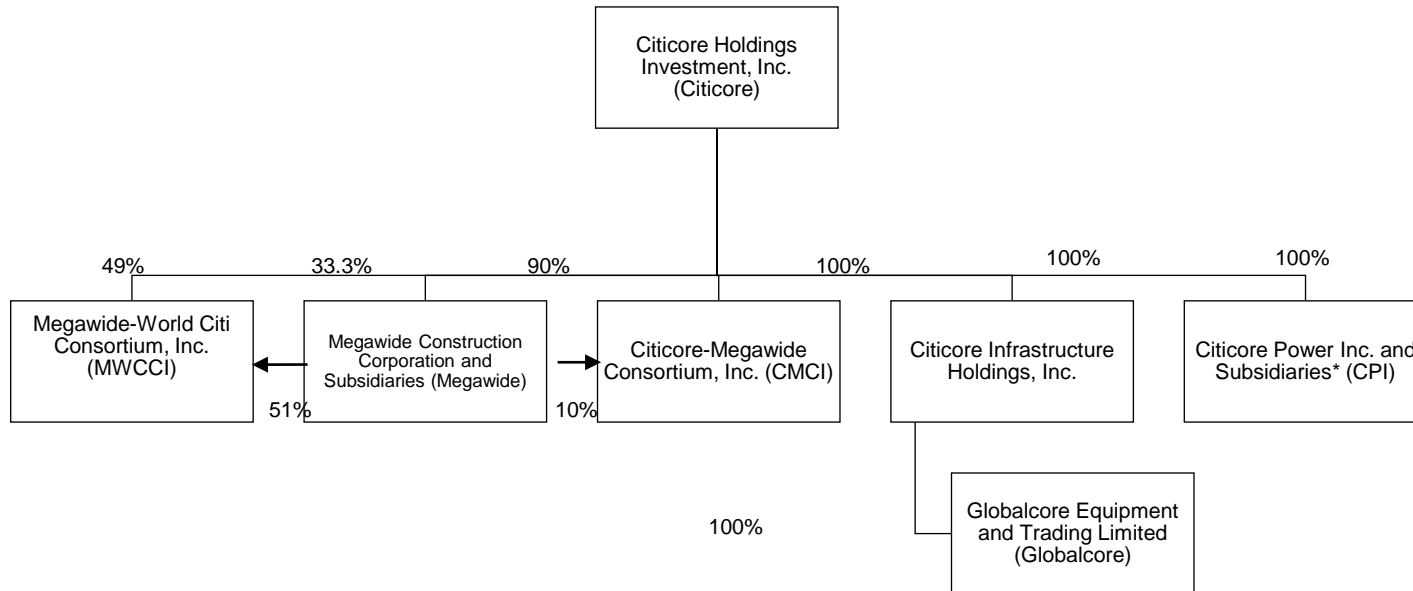 Citicore Holdings
Investment, Inc.
(Citicore)
49%
33.3%
90%
100%
100%
100%
Megawide-World Citi
Consortium, Inc.
(MWCCI)
Megawide Construction
Corporation and
Subsidiaries (Megawide)
Citicore-Megawide
Consortium, Inc. (CMCI)
Citicore Infrastructure
Holdings, Inc.
Citicore Power Inc. and
Subsidiaries* (CPI)
51%
10%
100%
Globalcore Equipment
and Trading Limited
(Globalcore)